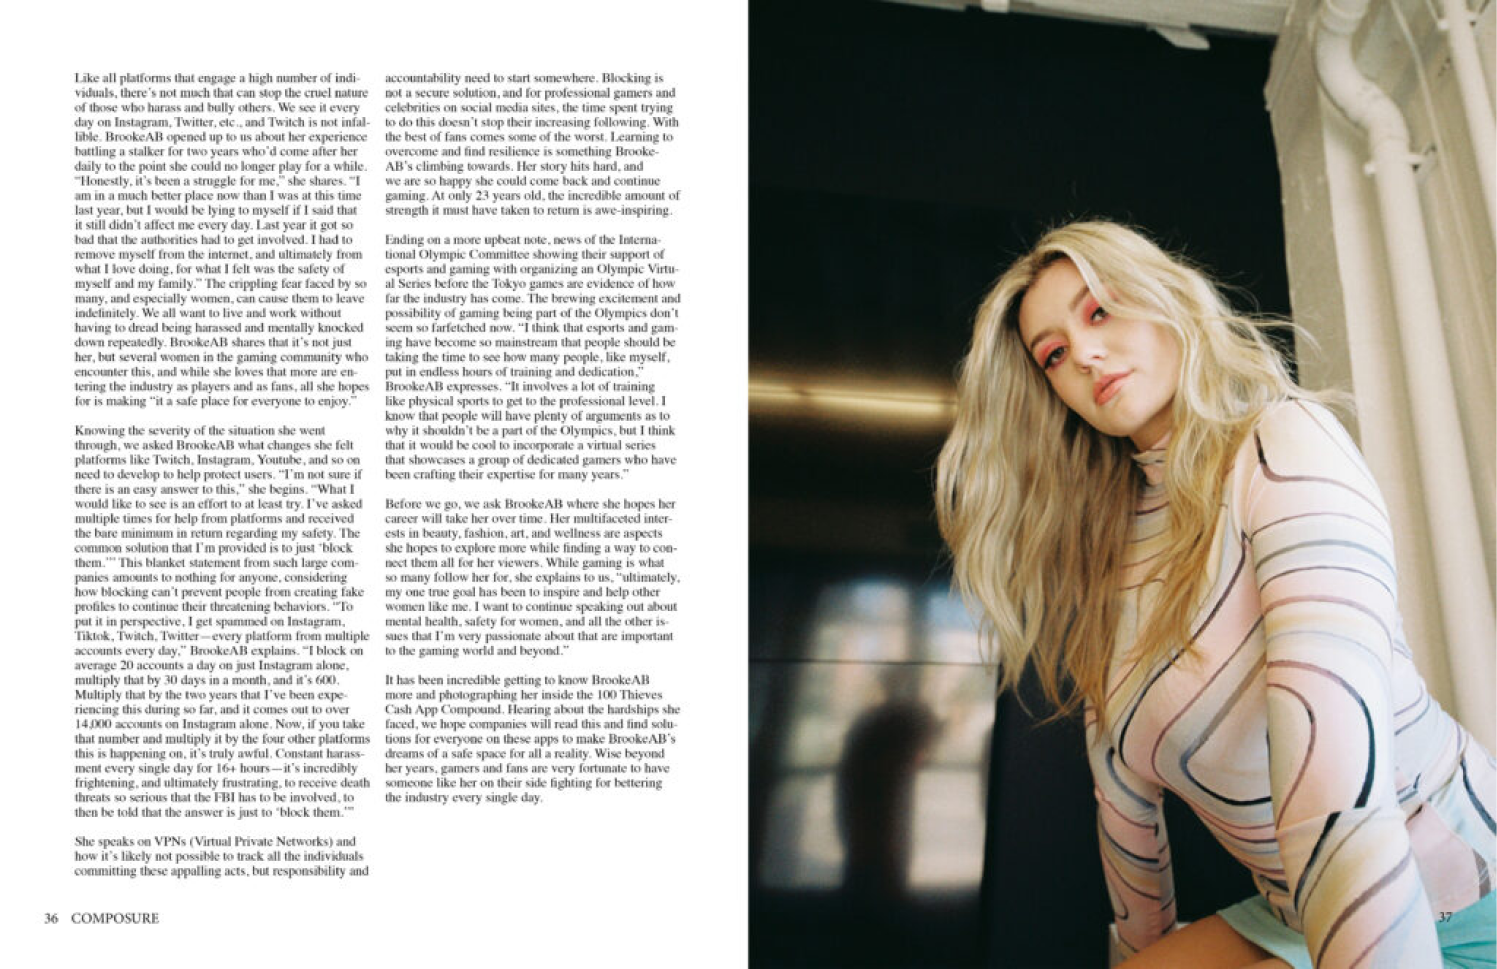 Like all platforms that engage a high number of indi-
viduals, there's not much that can stop the cruel nature
of those who harass and bully others. We see it every
day on Instagram, Twitter, etc., and Twitch is not infal-
lible. BrookeAB opened up to us about her experience
battling a stalker for two years who'd come after her
daily to the point she could no longer play for a while.
“Honestly, it's been a struggle for me,” she shares. “I
am in a much better place now than I was at this time
last year, but I would be lying to myself if I said that
it still didn't affect me every day. Last year it got so
bad that the authorities had to get involved. I had to
remove myself from the internet, and ultimately from
what I love doing, for what I felt was the safety of
myself and my family.” The crippling fear faced by so
many, and especially women, can cause them to leave
indefinitely. We all want to live and work without
having to dread being harassed and mentally knocked
down repeatedly. BrookeAB shares that it's not just
her, but several women in the gaming community who
encounter this, and while she loves that more are en-
tering the industry as players and as fans, all she hopes
for is making “it a safe place for everyone to enjoy.”
Knowing the severity of the situation she went
through, we asked BrookeAB what changes she felt
platforms like Twitch, Instagram, Youtube, and so on
need to develop to help protect users. “I'm not sure if
there is an easy answer to this,” she begins. “What I
would like to see is an effort to at least try. I've asked
multiple times for help from platforms and received
the bare minimum in return regarding my safety. The
common solution that I'm provided is to just ‘block
them.’” This blanket statement from such large com-
panies amounts to nothing for anyone, considering
how blocking can't prevent people from creating fake
profiles to continue their threatening behaviors. “To
put it in perspective, I get spammed on Instagram,
Tiktok, Twitch, Twitter—every platform from multiple
accounts every day,” BrookeAB explains. “I block on
average 20 accounts a day on just Instagram alone,
multiply that by 30 days in a month, and it's 600.
Multiply that by the two years that I've been expe-
riencing this during so far, and it comes out to over
14,000 accounts on Instagram alone. Now, if you take
that number and multiply it by the four other platforms
this is happening on, it's truly awful. Constant harass-
ment every single day for 16+ hours—it's incredibly
frightening, and ultimately frustrating, to receive death
threats so serious that the FBI has to be involved, to
then be told that the answer is just to ‘block them.’”
She speaks on VPNs (Virtual Private Networks) and
how it's likely not possible to track all the individuals
committing these appalling acts, but responsibility and
accountability need to start somewhere. Blocking is
not a secure solution, and for professional gamers and
celebrities on social media sites, the time spent trying
to do this doesn't stop their increasing following. With
the best of fans comes some of the worst. Learning to
overcome and find resilience is something Brooke-
AB's climbing towards. Her story hits hard, and
we are so happy she could come back and continue
gaming. At only 23 years old, the incredible amount of
strength it must have taken to return is awe-inspiring.
Ending on a more upbeat note, news of the Interna-
tional Olympic Committee showing their support of
esports and gaming with organizing an Olympic Virtu-
al Series before the Tokyo games are evidence of how
far the industry has come. The brewing excitement and
possibility of gaming being part of the Olympics don't
seem so farfetched now. “I think that esports and gam-
ing have become so mainstream that people should be
taking the time to see how many people, like myself,
put in endless hours of training and dedication,”
BrookeAB expresses. “It involves a lot of training
like physical sports to get to the professional level. I
know that people will have plenty of arguments as to
why it shouldn't be a part of the Olympics, but I think
that it would be cool to incorporate a virtual series
that showcases a group of dedicated gamers who have
been crafting their expertise for many years.”
Before we go, we ask BrookeAB where she hopes her
career will take her over time. Her multifaceted inter-
ests in beauty, fashion, art, and wellness are aspects
she hopes to explore more while finding a way to con-
nect them all for her viewers. While gaming is what
so many follow her for, she explains to us, “ultimately,
my one true goal has been to inspire and help other
women like me. I want to continue speaking out about
mental health, safety for women, and all the other is-
sues that I'm very passionate about that are important
to the gaming world and beyond.”
It has been incredible getting to know BrookeAB
more and photographing her inside the 100 Thieves
Cash App Compound. Hearing about the hardships she
faced, we hope companies will read this and find solu-
tions for everyone on these apps to make BrookeAB's
dreams of a safe space for all a reality. Wise beyond
her years, gamers and fans are very fortunate to have
someone like her on their side fighting for bettering
the industry every single day.
36 COMPOSURE
37